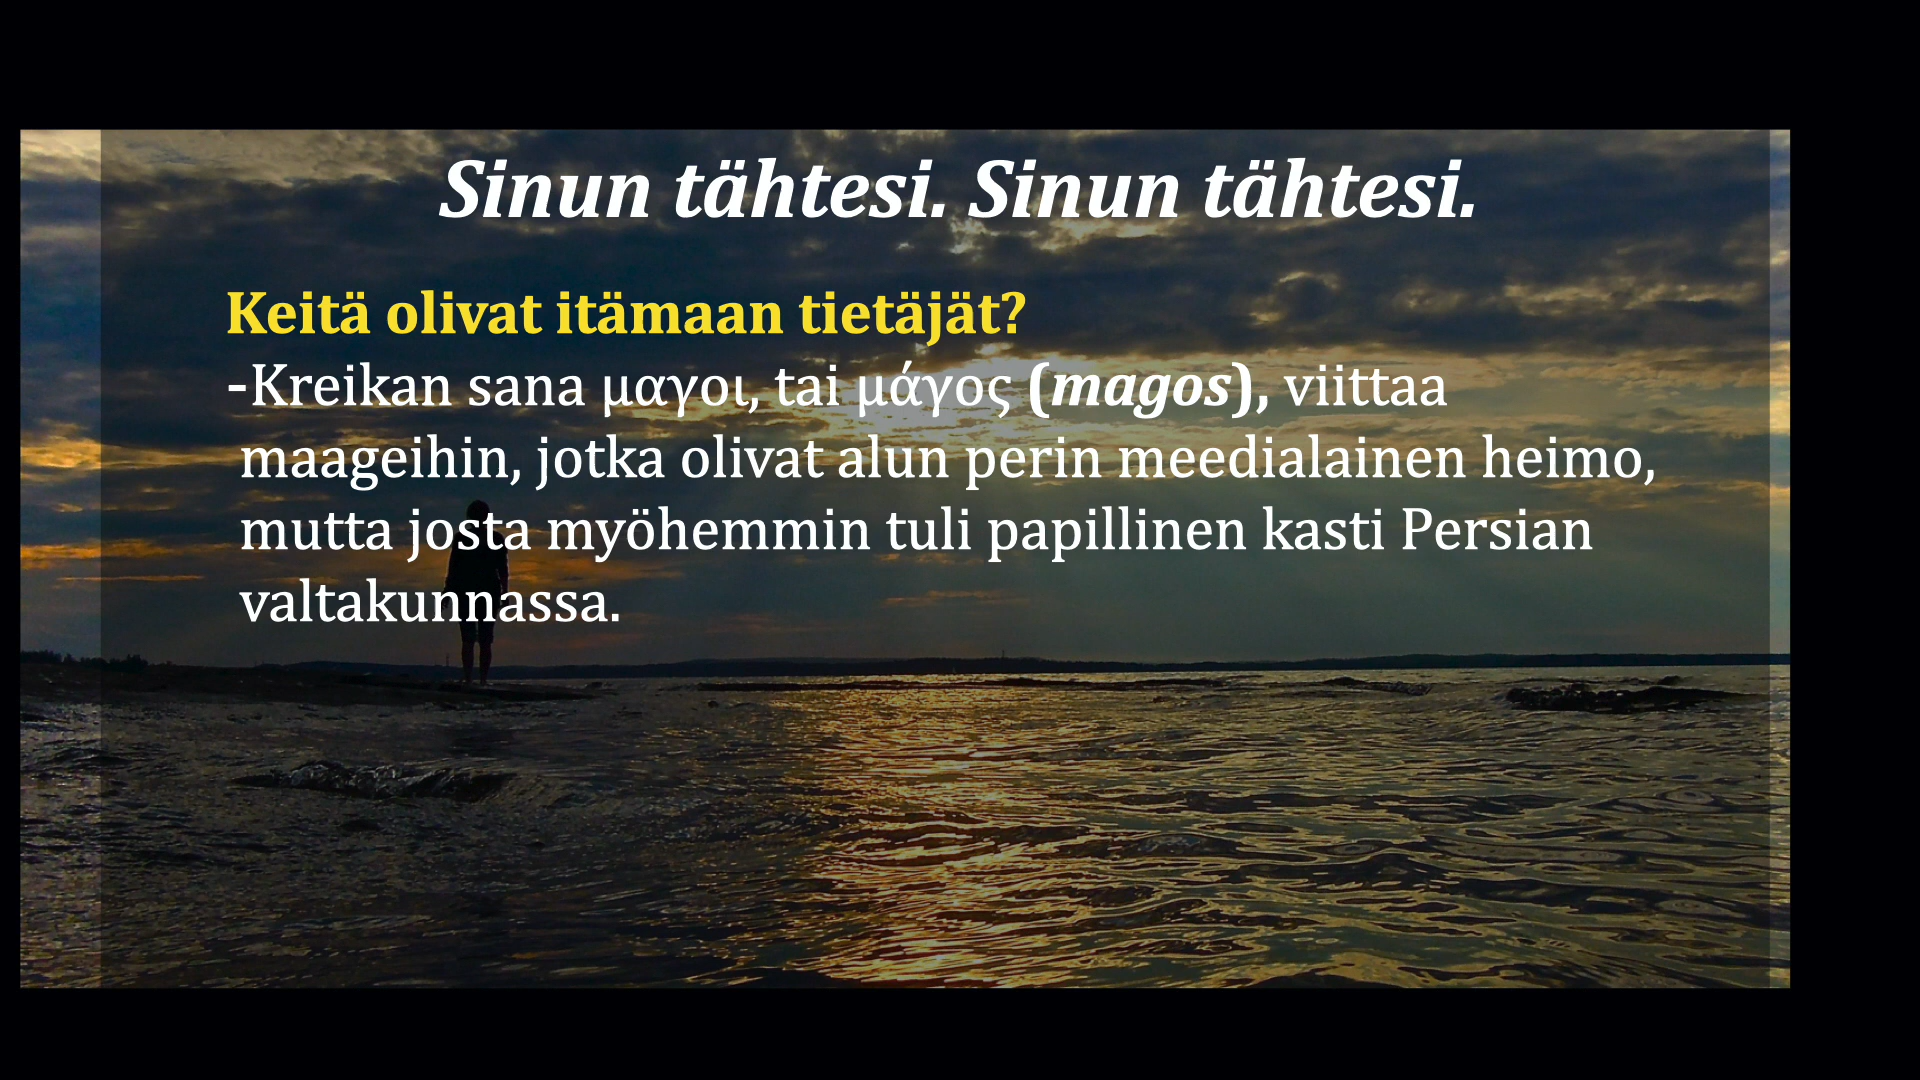 Sinun tähtesi. Sinun tähtesi.
Keitä olivat itämaan tietäjät?
-Kreikan sana μαγοι, tai μάγος (magos), viittaa
maageihin, jotka olivat alun perin meedialainen heimo,
mutta josta myöhemmin tuli papillinen kasti Persian
valtakunnassa.